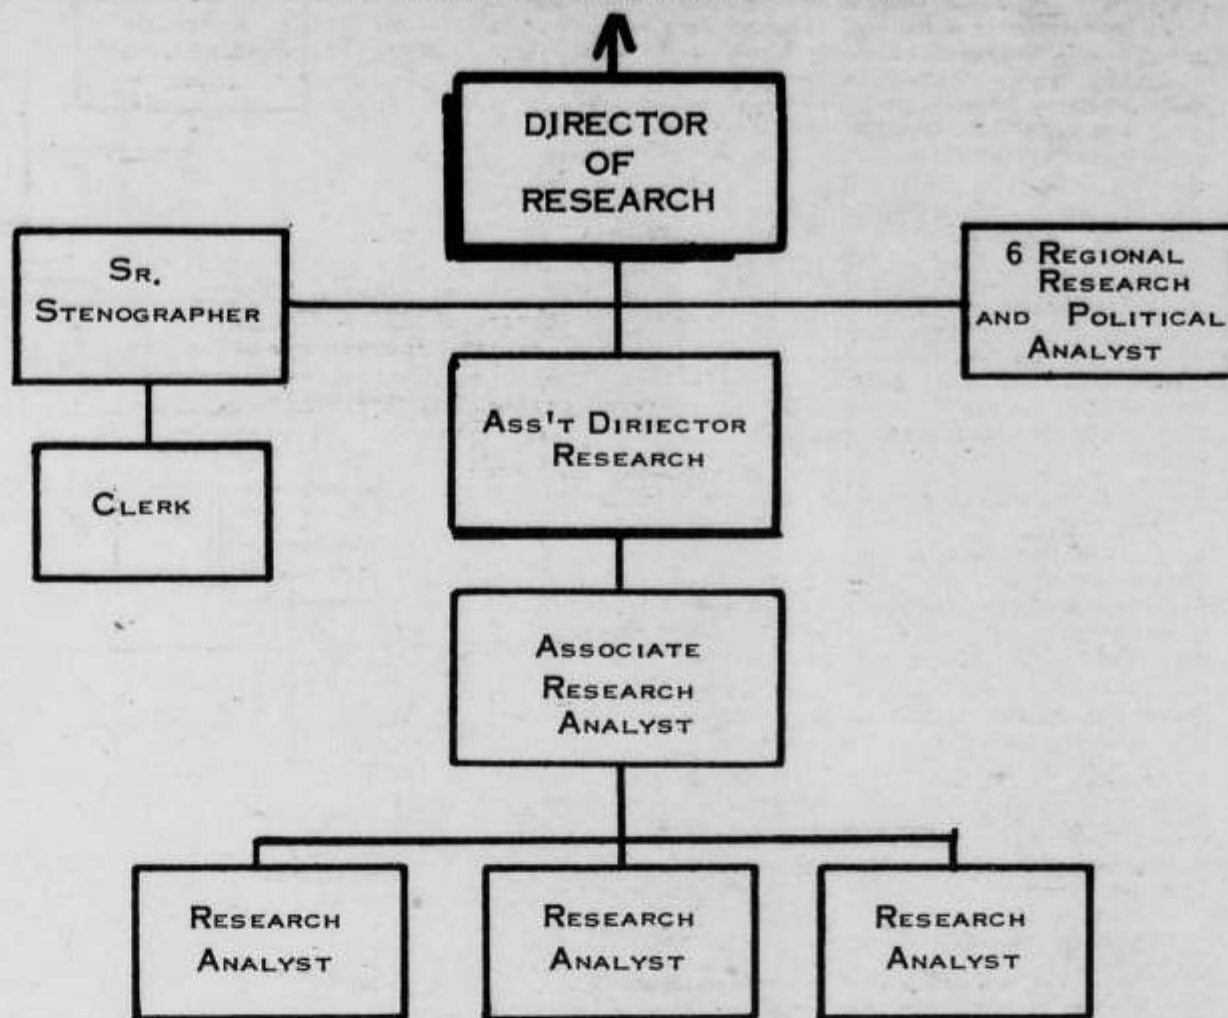 DIRECTOR
OF
RESEARCH
SR.
STENOGRAPHER
6 REGIONAL
RESEARCH
AND POLITICAL
ANALYST
ASS'T DIRIECTOR
RESEARCH
CLERK
ASSOCIATE
RESEARCH
ANALYST
RESEARCH
ANALYST
RESEARCH
ANALYST
RESEARCH
ANALYST